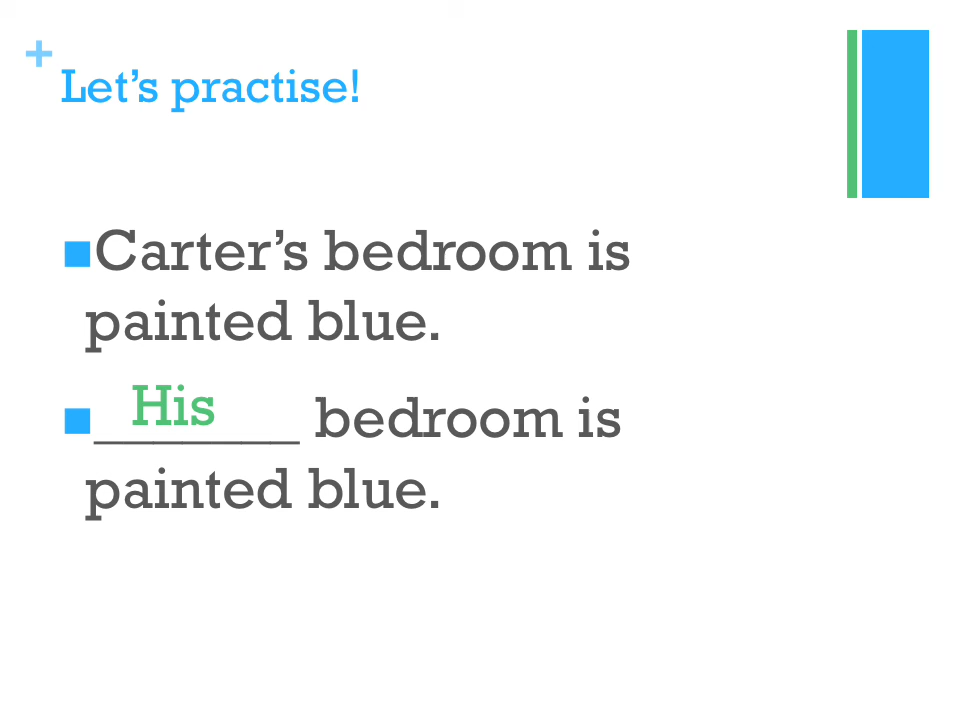 +
Let’s practise!
■Carter’s bedroom is
painted blue.
■_______ bedroom is
His
painted blue.